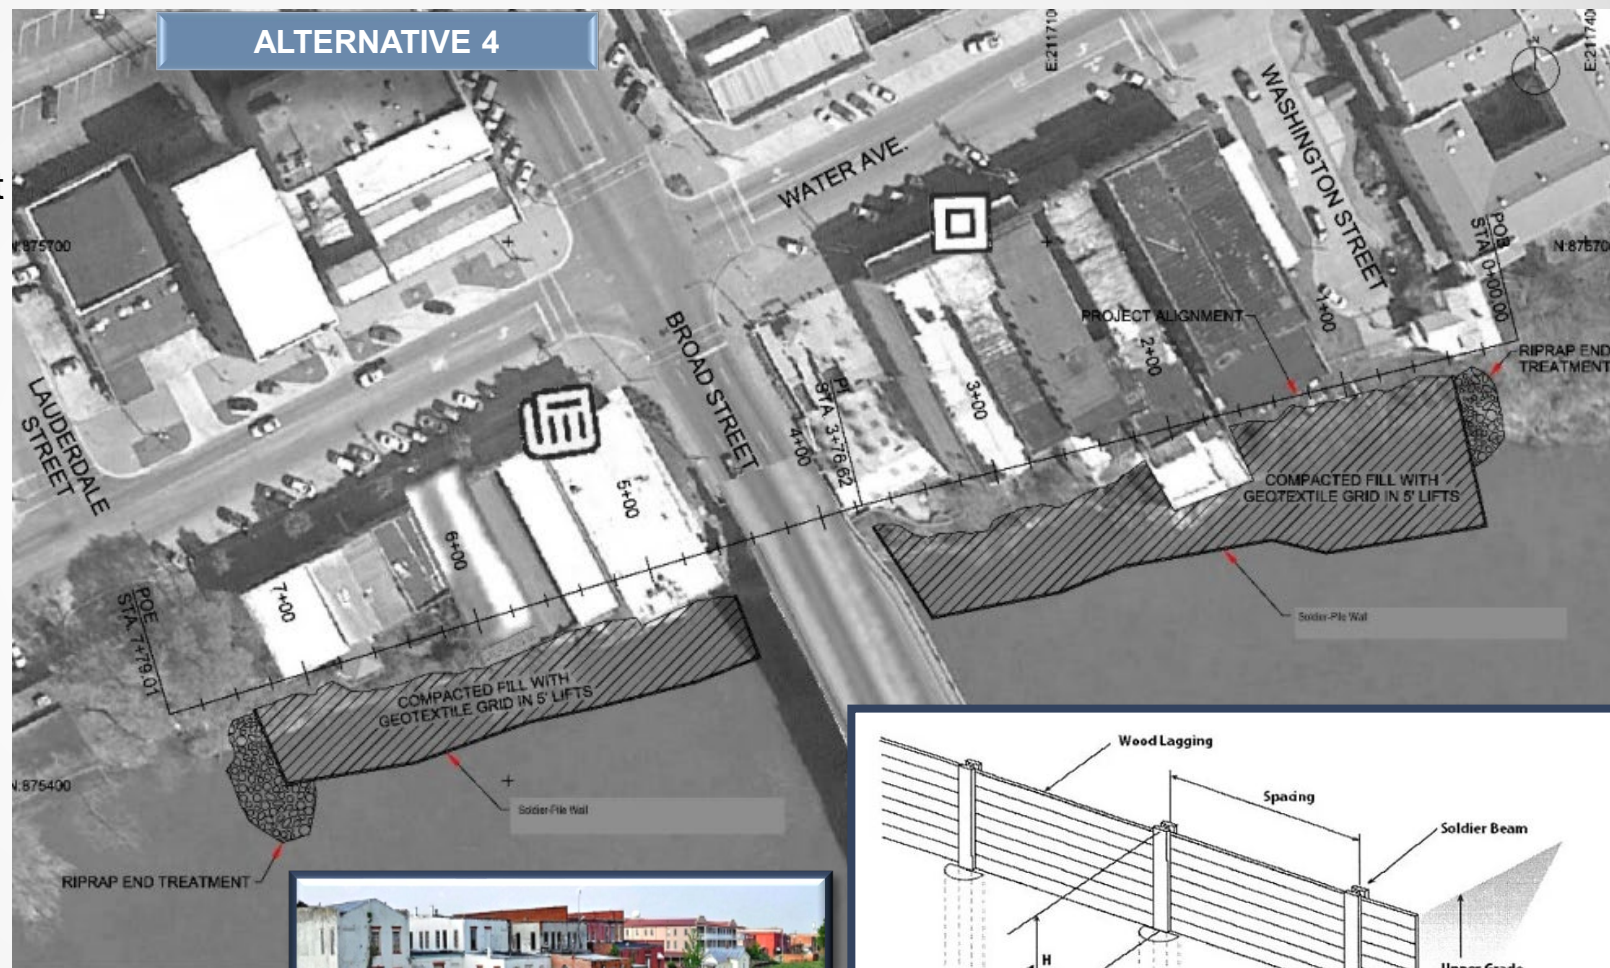 ALTERNATIVE 4
E:211740
WATER AVE.
WASHINGTON STREET
N:875700
POB
STA. 0+00.00
1+00
PROJECT ALIGNMENT
2+00
RIPRAP END
TREATMENT
BROAD STREET
3+00
PI
STA. 3+76.62
4+00
LAUDERDALE
STREET
COMPACTED FILL WITH
GEOTEXTILE GRID IN 5' LIFTS
5+00
6+00
7+00
POE
STA. 7+79.01
Soldier-Pile Wall
COMPACTED FILL WITH
GEOTEXTILE GRID IN 5' LIFTS
N:875400
Soldier-Pile Wall
RIPRAP END TREATMENT
Wood Lagging
Spacing
Soldier Beam
H
Upper Grade